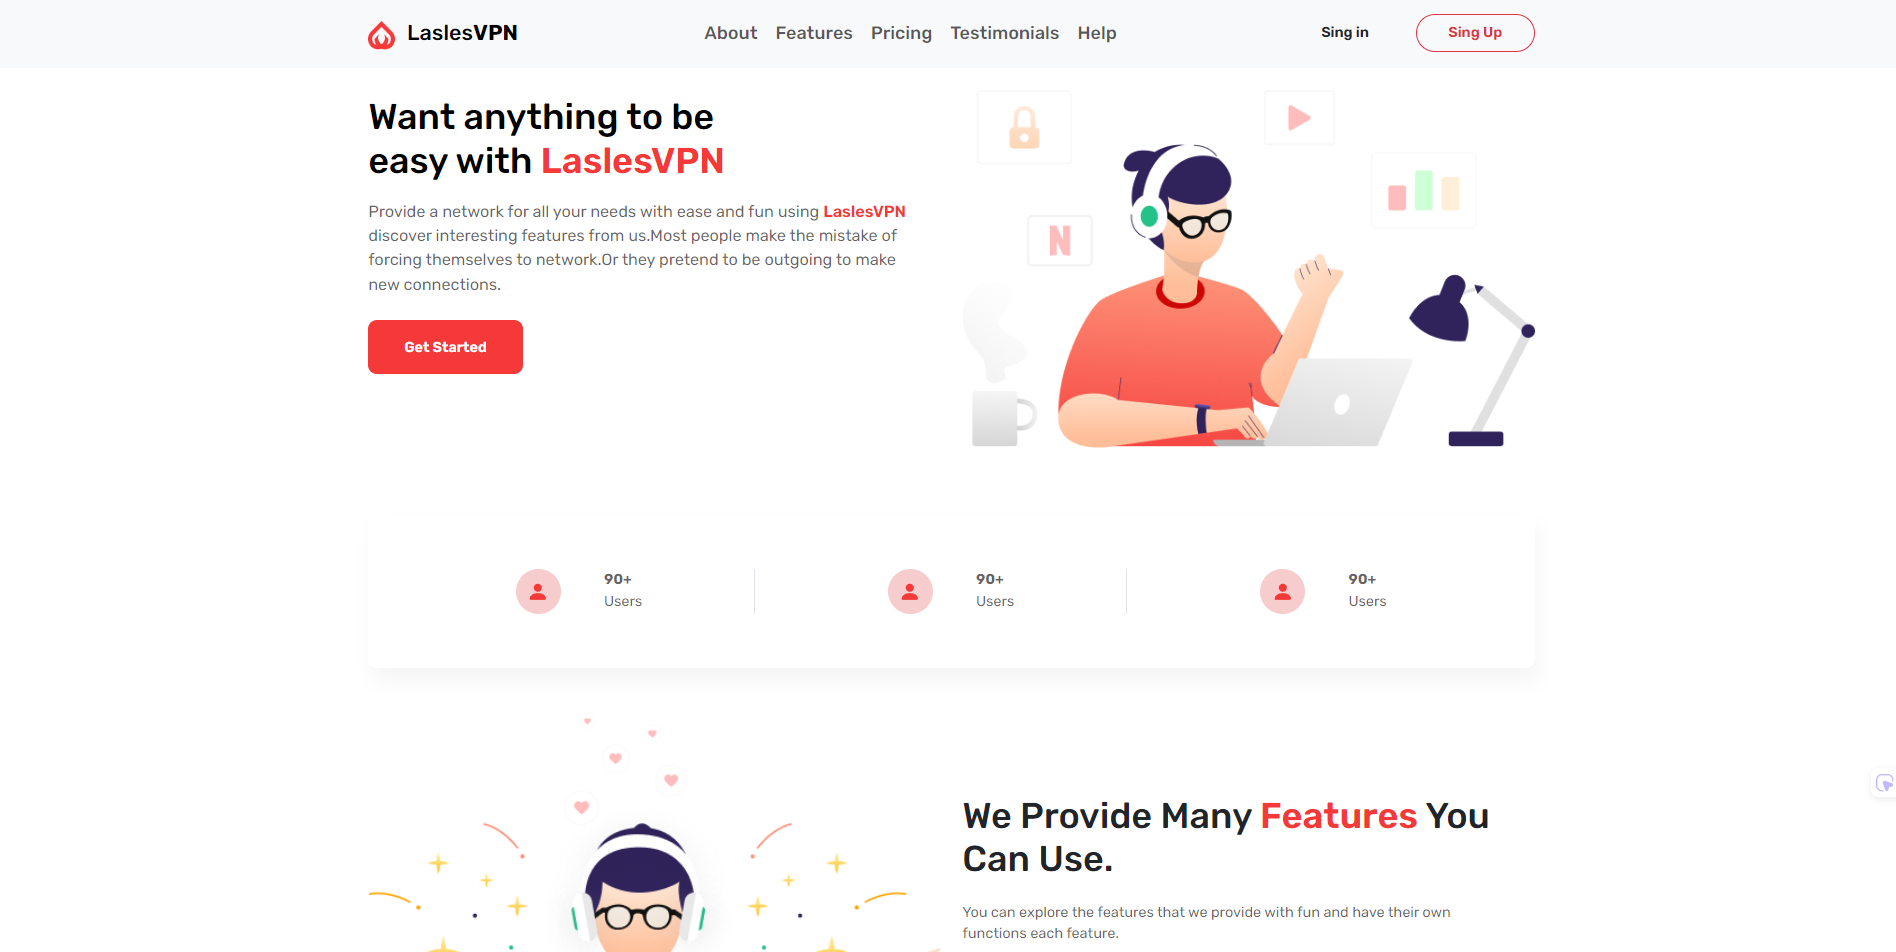 LaslesVPN
About Features Pricing Testimonials Help
Sing in
Sing Up
Want anything to be
easy with LaslesVPN
Provide a network for all your needs with ease and fun using LaslesVPN
discover interesting features from us.Most people make the mistake of
forcing themselves to network.Or they pretend to be outgoing to make
new connections.
Get Started
N
90+
Users
90+
Users
90+
Users
We Provide Many Features You
Can Use.
You can explore the features that we provide with fun and have their own
functions each feature.